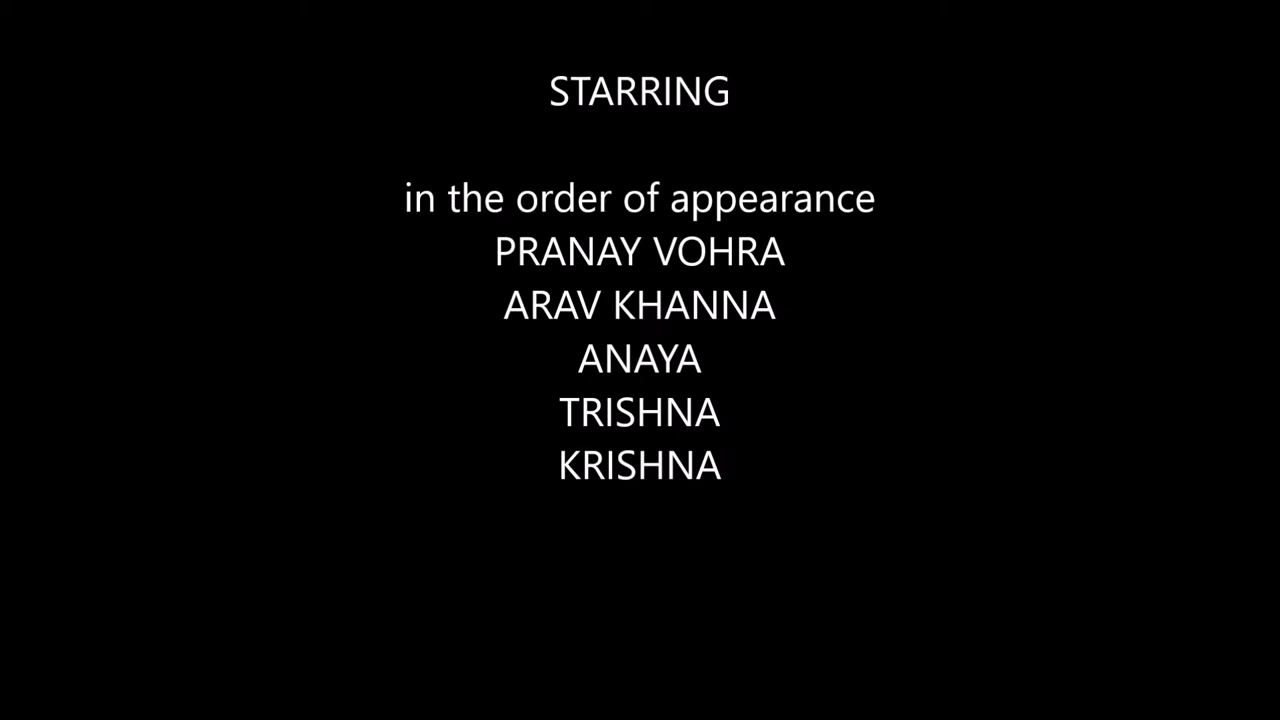 STARRING
in the order of appearance
PRANAY VOHRA
ARAV KHANNA
ANAYA
TRISHNA
KRISHNA